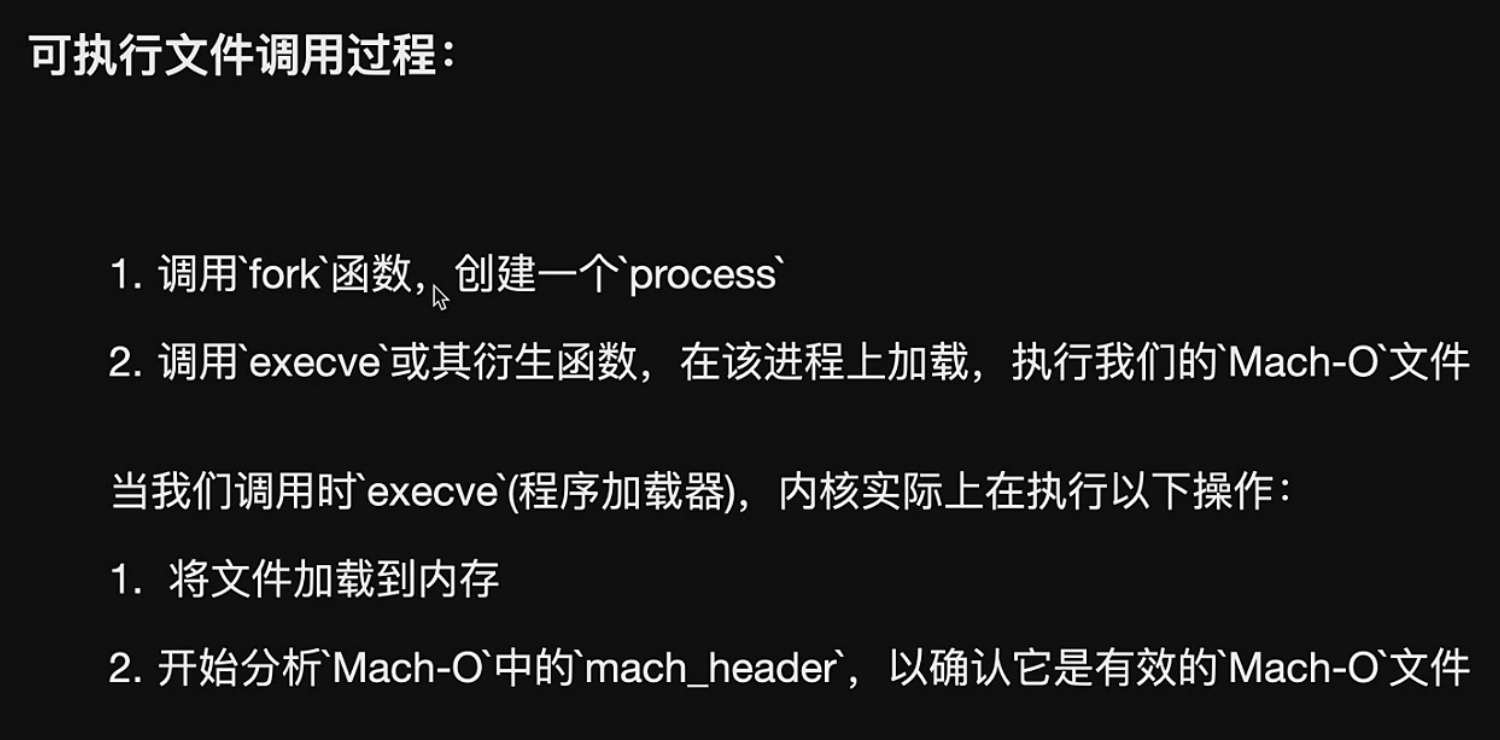 可执行文件调用过程：
1. 调用`fork`函数，创建一个`process`
2. 调用`execve`或其衍生函数，在该进程上加载，执行我们的`Mach-O`文件
当我们调用时`execve`(程序加载器)，内核实际上在执行以下操作：
1. 将文件加载到内存
2. 开始分析`Mach-O`中的`mach_header`，以确认它是有效的`Mach-O`文件